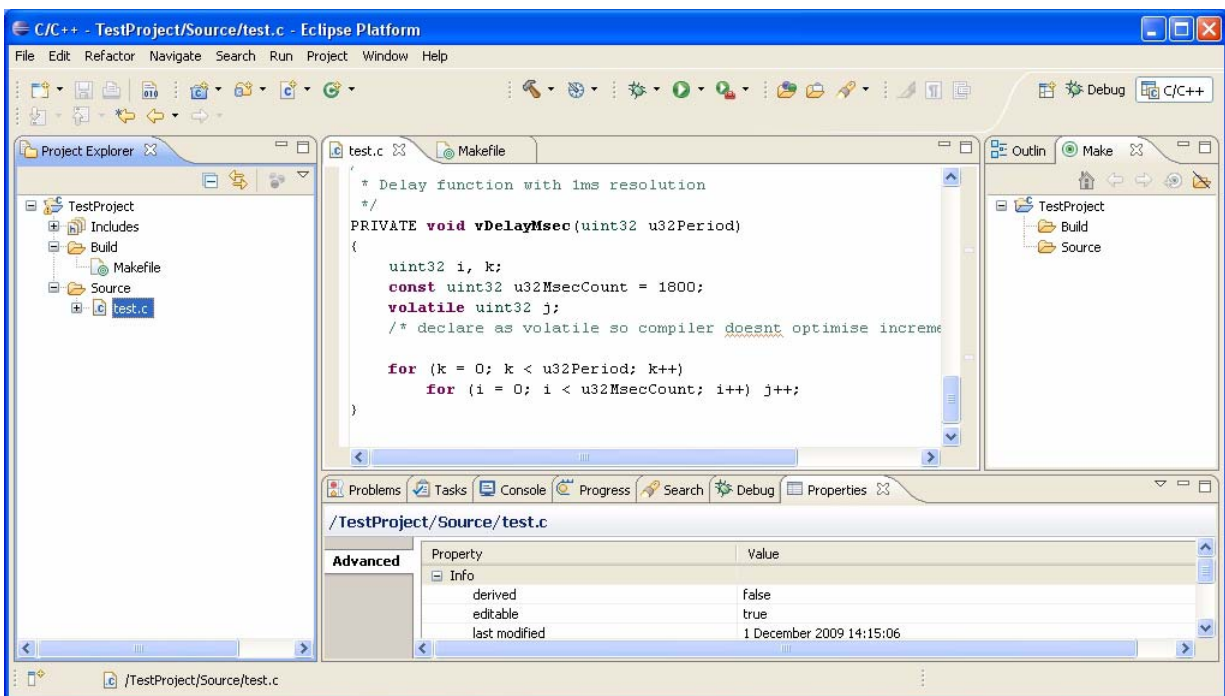 C/C++ - TestProject/Source/test.c - Eclipse Platform
File Edit Refactor Navigate Search Run Project Window Help
Debug C/C++
Project Explorer
TestProject
Includes
Build
Makefile
Source
test.c
test.c Makefile
* Delay function with 1ms resolution
*/
PRIVATE void vDelayMsec(uint32 u32Period)
{
uint32 i, k;
const uint32 u32MsecCount = 1800;
volatile uint32 j;
/* declare as volatile so compiler doesnt optimise increme
for (k = 0; k < u32Period; k++)
for (i = 0; i < u32MsecCount; i++) j++;
}
Outlin Make
TestProject
Build
Source
Problems Tasks Console Progress Search Debug Properties
/TestProject/Source/test.c
Advanced
Property Value
Info
derived false
editable true
last modified 1 December 2009 14:15:06
/TestProject/Source/test.c